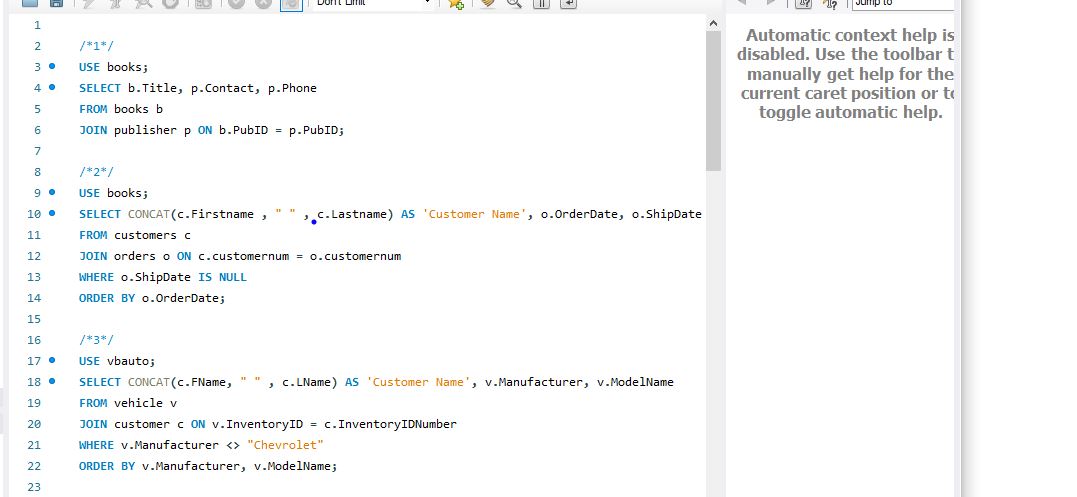 Don't Limit
Jump to
1
2 /*1*/
3 USE books;
4 SELECT b.Title, p.Contact, p.Phone
5 FROM books b
6 JOIN publisher p ON b.PubID = p.PubID;
7
8 /*2*/
9 USE books;
10 SELECT CONCAT(c.Firstname , " " , c.Lastname) AS 'Customer Name', o.OrderDate, o.ShipDate
11 FROM customers c
12 JOIN orders o ON c.customernum = o.customernum
13 WHERE o.ShipDate IS NULL
14 ORDER BY o.OrderDate;
15
16 /*3*/
17 USE vbauto;
18 SELECT CONCAT(c.FName, " " , c.LName) AS 'Customer Name', v.Manufacturer, v.ModelName
19 FROM vehicle v
20 JOIN customer c ON v.InventoryID = c.InventoryIDNumber
21 WHERE v.Manufacturer <> "Chevrolet"
22 ORDER BY v.Manufacturer, v.ModelName;
23
Automatic context help is
disabled. Use the toolbar t
manually get help for the
current caret position or to
toggle automatic help.